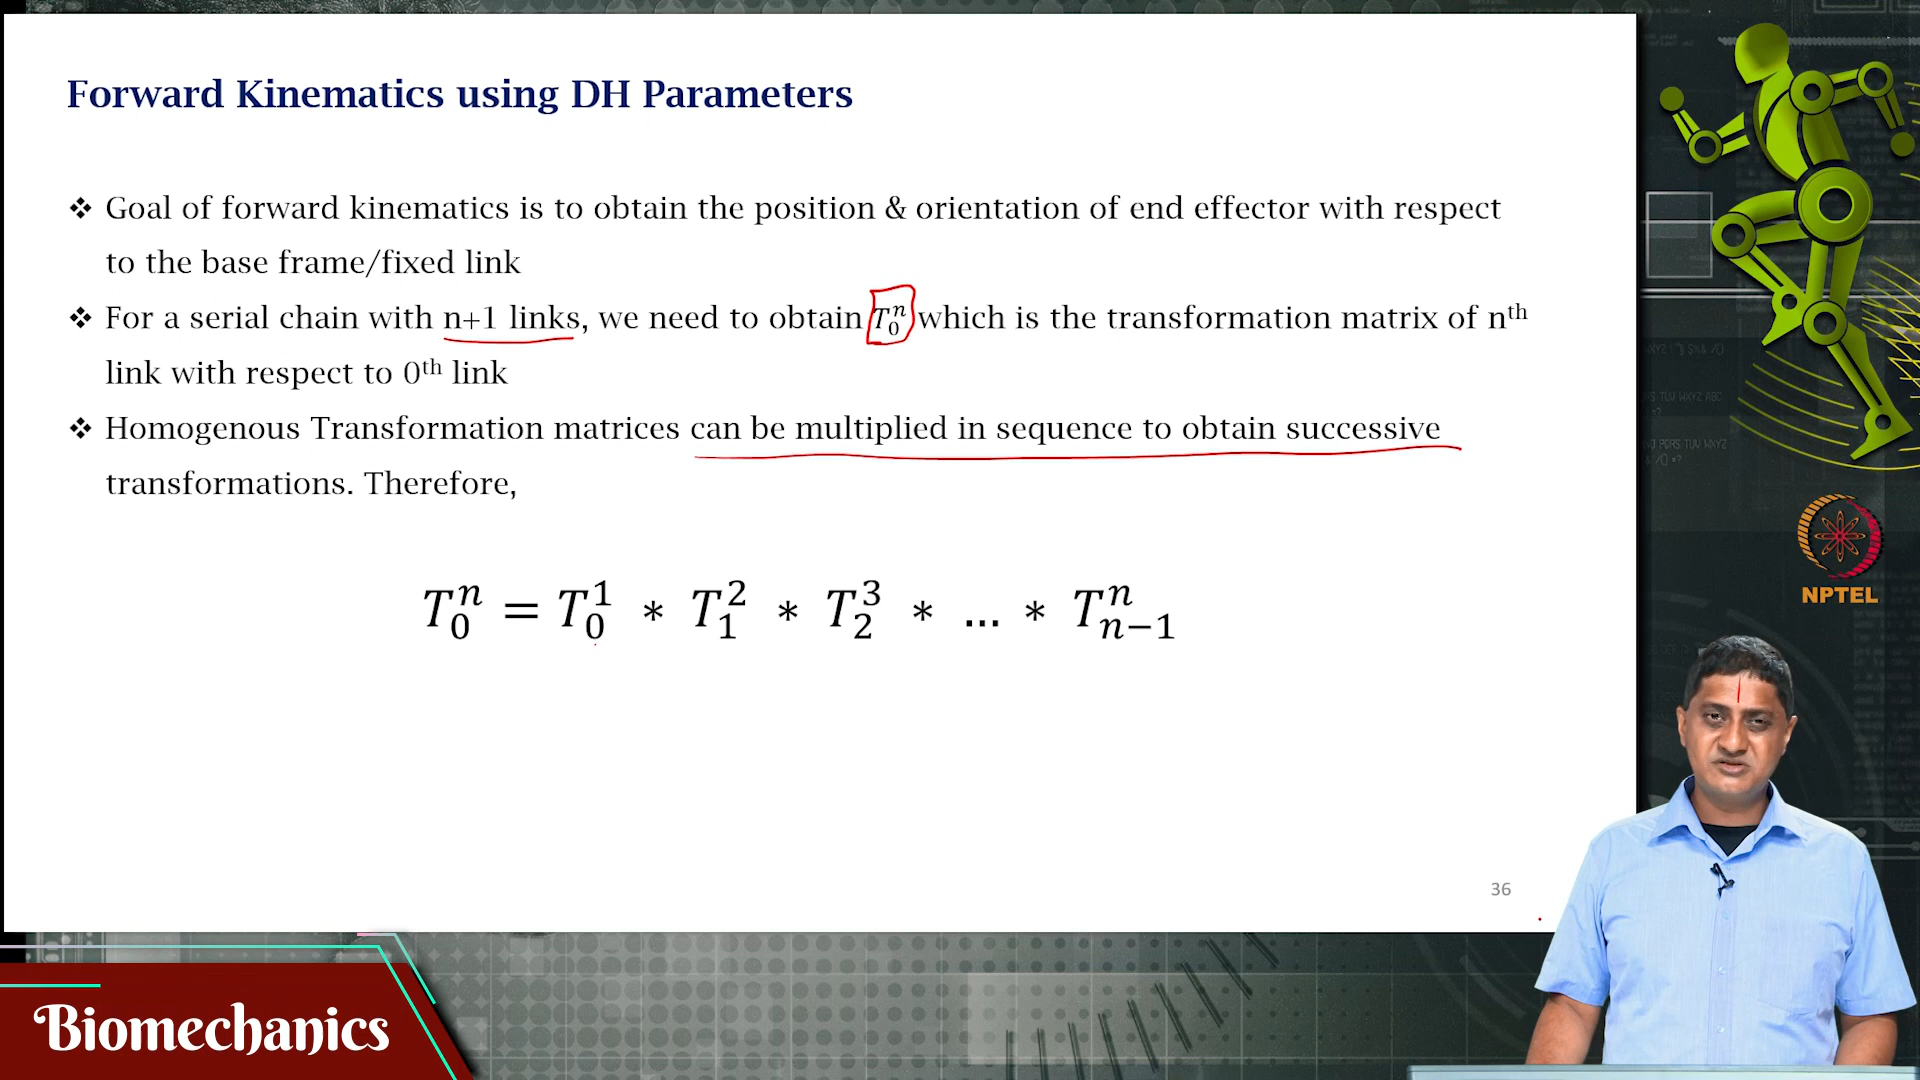 Forward Kinematics using DH Parameters
❖ Goal of forward kinematics is to obtain the position & orientation of end effector with respect
to the base frame/fixed link
❖ For a serial chain with n+1 links, we need to obtain T₀ⁿ which is the transformation matrix of nᵗʰ
link with respect to 0ᵗʰ link
❖ Homogenous Transformation matrices can be multiplied in sequence to obtain successive
transformations. Therefore,
T₀ⁿ = T₀¹ * T₁² * T₂³ * … * Tₙ₋₁ⁿ
36
NPTEL
Biomechanics